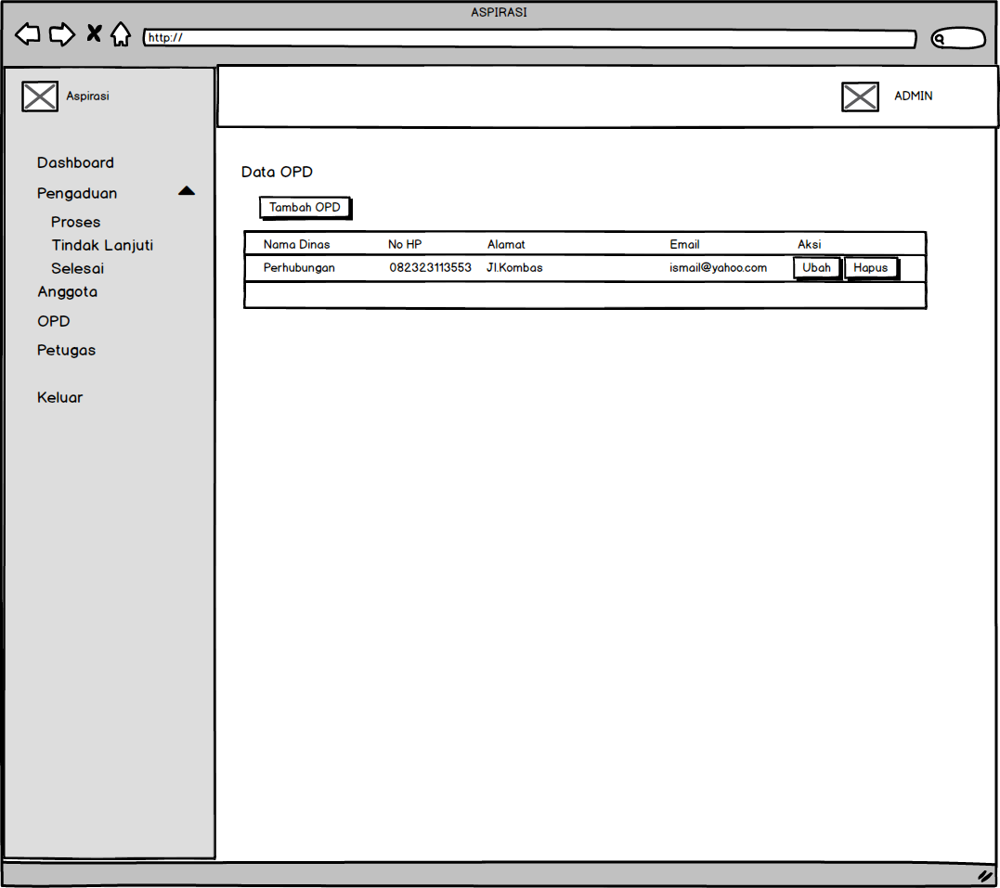 ASPIRASI
http://
Aspirasi
ADMIN
Dashboard
Pengaduan
Proses
Tindak Lanjuti
Selesai
Anggota
OPD
Petugas
Keluar
Data OPD
Tambah OPD
Nama Dinas No HP Alamat Email Aksi
Perhubungan 082323113553 Jl.Kombas ismail@yahoo.com Ubah Hapus